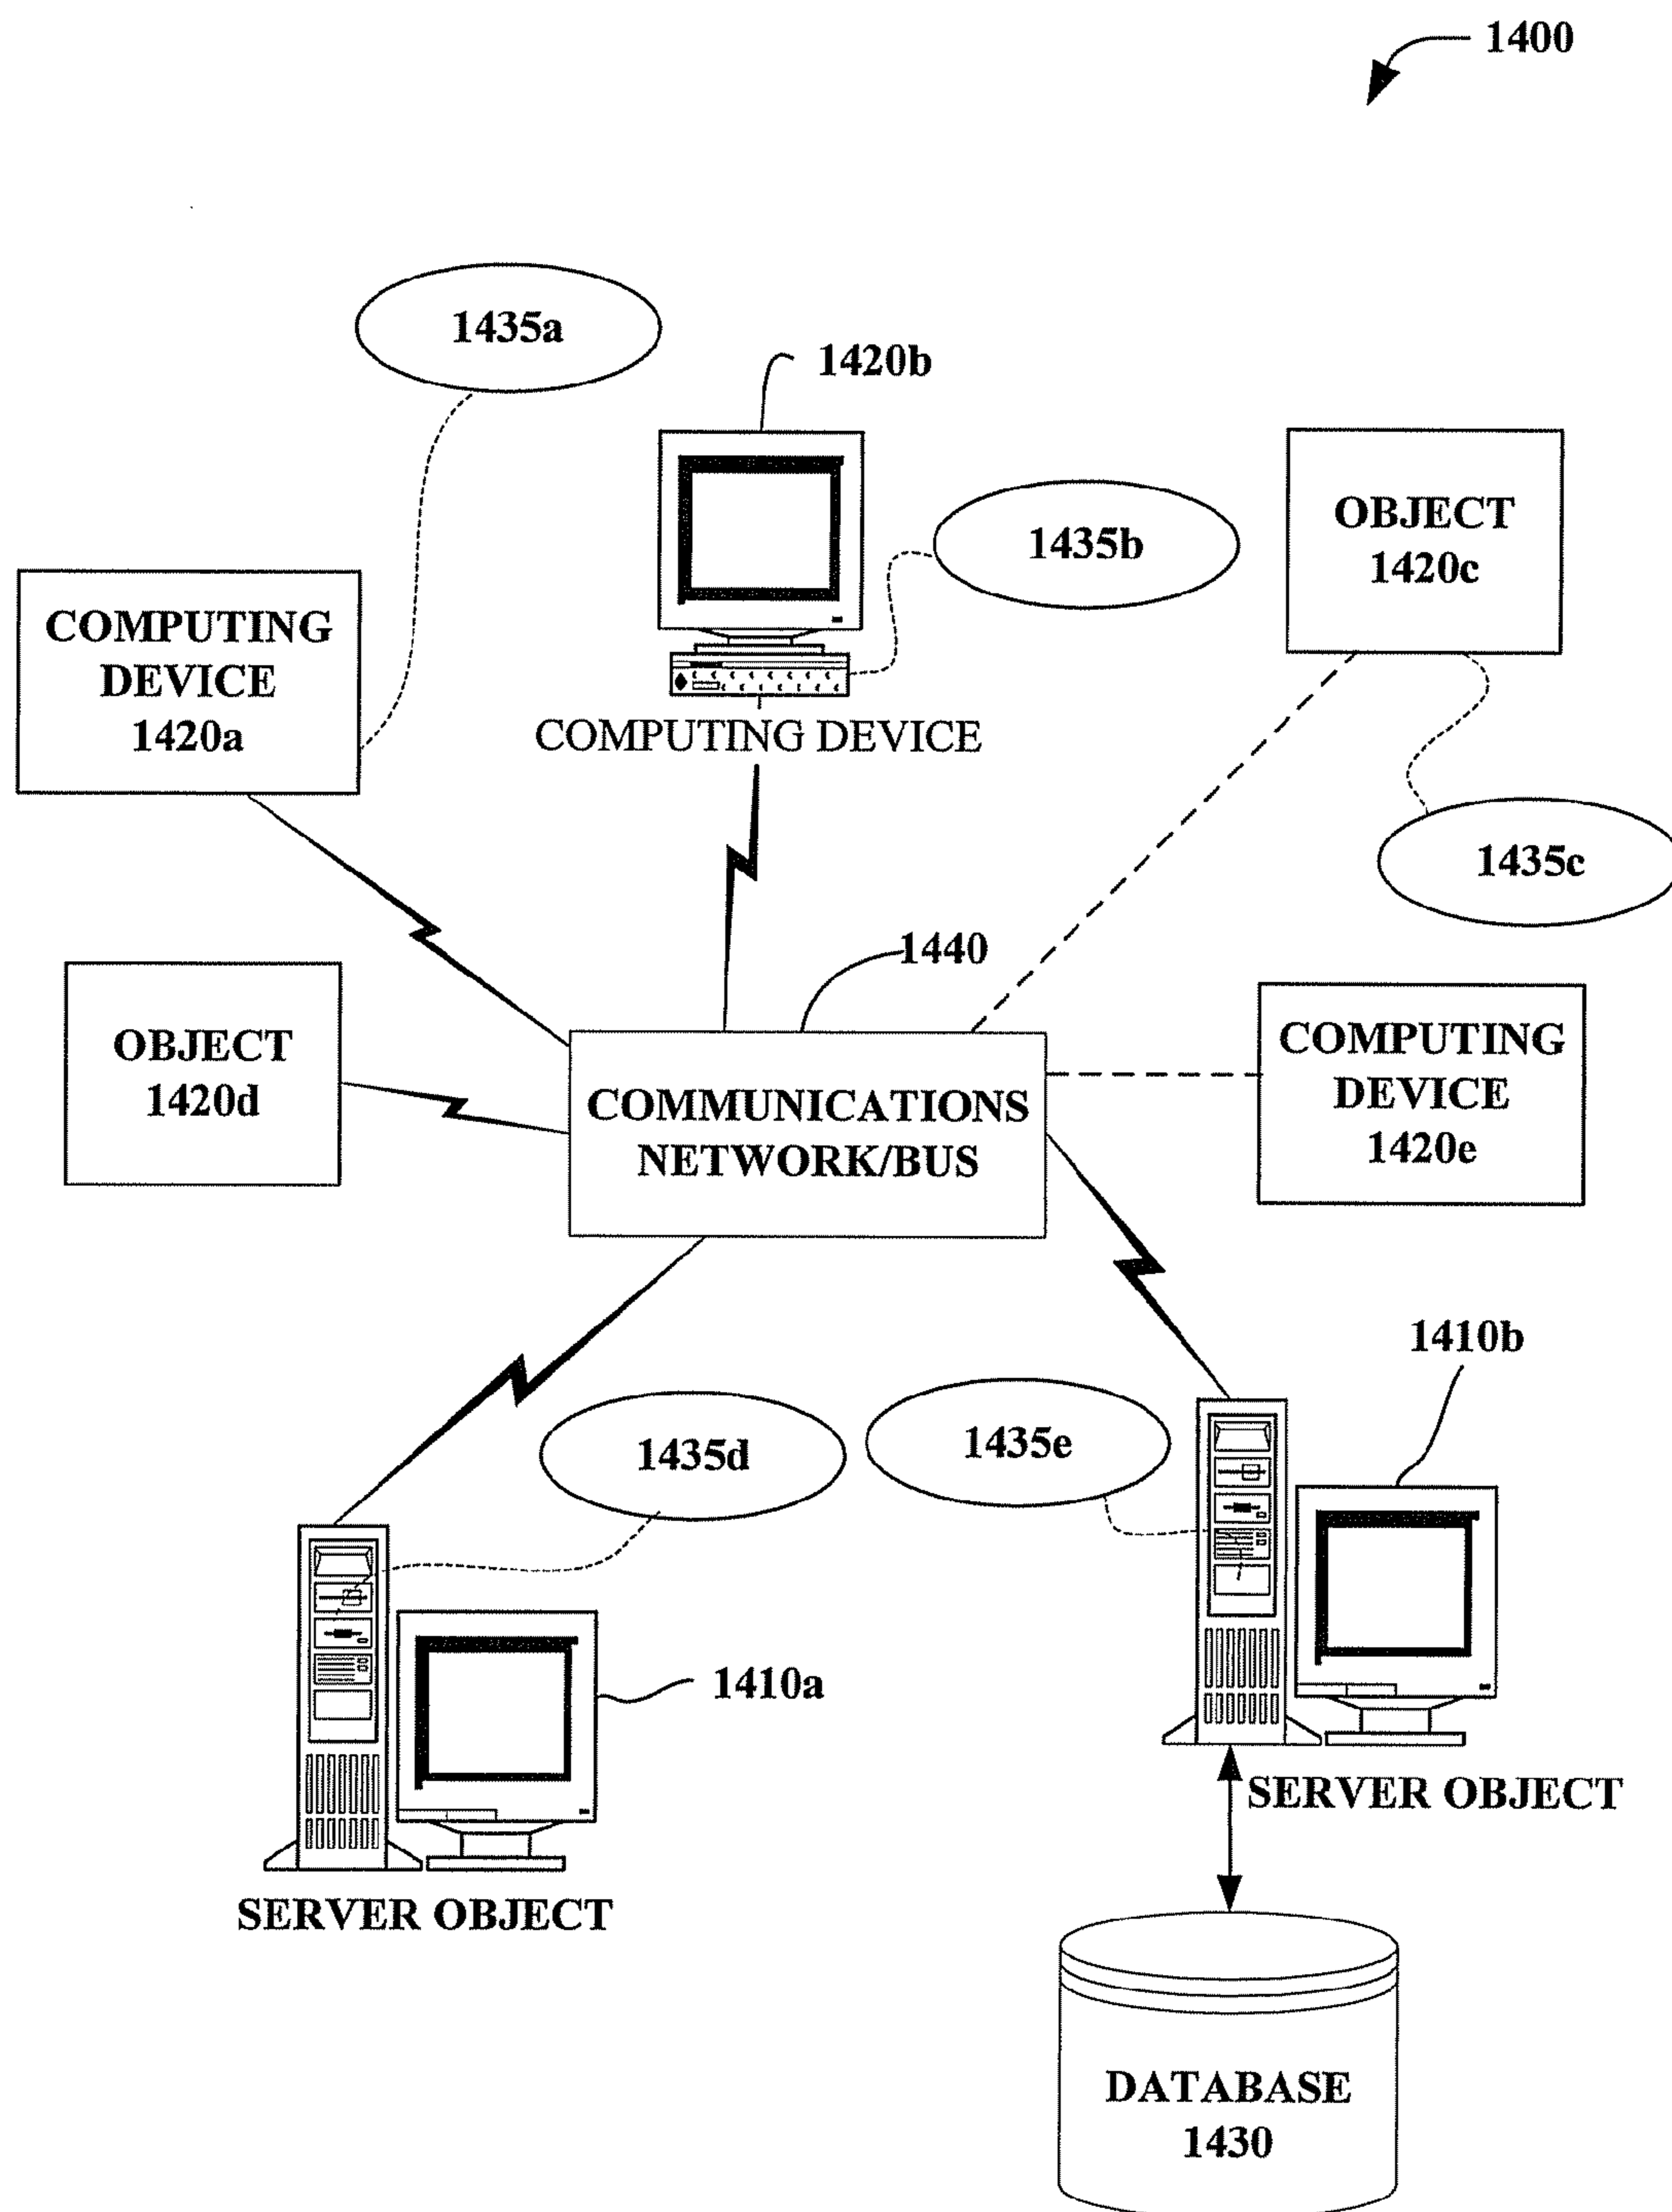 1400
1435a
1420b
1435b
OBJECT
1420c
COMPUTING
DEVICE
1420a
COMPUTING DEVICE
1435c
1440
OBJECT
1420d
COMMUNICATIONS
NETWORK/BUS
COMPUTING
DEVICE
1420e
1410b
1435d
1435e
1410a
SERVER OBJECT
SERVER OBJECT
DATABASE
1430